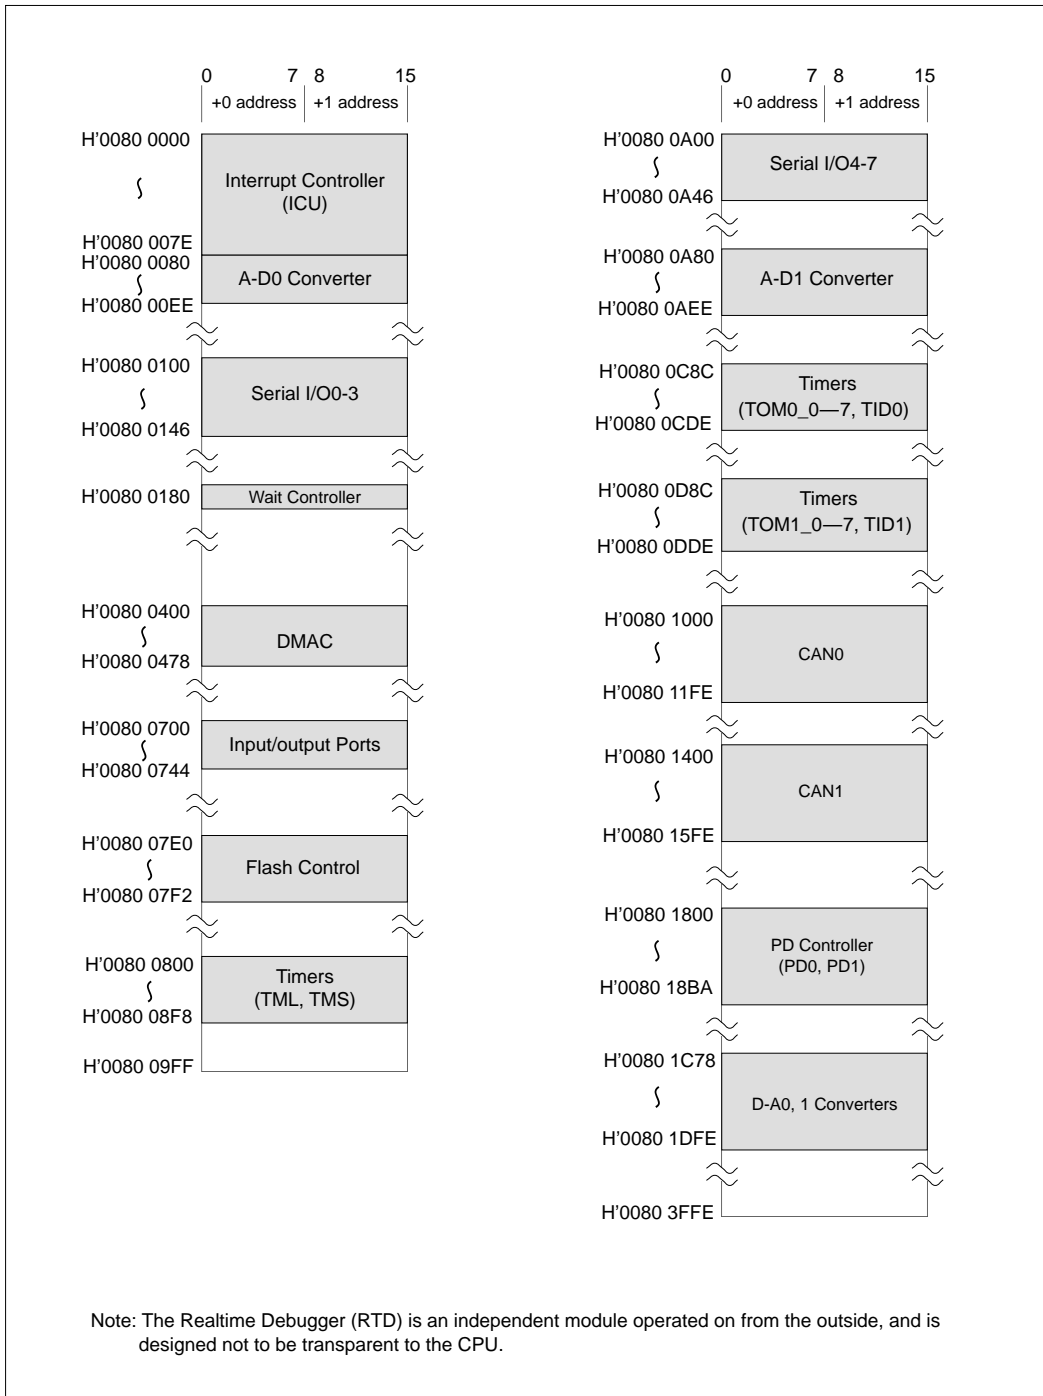 0 7 8 15
+0 address +1 address
H'0080 0000
Interrupt Controller
(ICU)
H'0080 007E
H'0080 0080
A-D0 Converter
H'0080 00EE
H'0080 0100
Serial I/O0-3
H'0080 0146
H'0080 0180 Wait Controller
H'0080 0400
DMAC
H'0080 0478
H'0080 0700
Input/output Ports
H'0080 0744
H'0080 07E0
Flash Control
H'0080 07F2
H'0080 0800
Timers
(TML, TMS)
H'0080 08F8
H'0080 09FF
0 7 8 15
+0 address +1 address
H'0080 0A00
Serial I/O4-7
H'0080 0A46
H'0080 0A80
A-D1 Converter
H'0080 0AEE
H'0080 0C8C
Timers
(TOM0_0—7, TID0)
H'0080 0CDE
H'0080 0D8C
Timers
(TOM1_0—7, TID1)
H'0080 0DDE
H'0080 1000
CAN0
H'0080 11FE
H'0080 1400
CAN1
H'0080 15FE
H'0080 1800
PD Controller
(PD0, PD1)
H'0080 18BA
H'0080 1C78
D-A0, 1 Converters
H'0080 1DFE
H'0080 3FFE
Note: The Realtime Debugger (RTD) is an independent module operated on from the outside, and is
designed not to be transparent to the CPU.